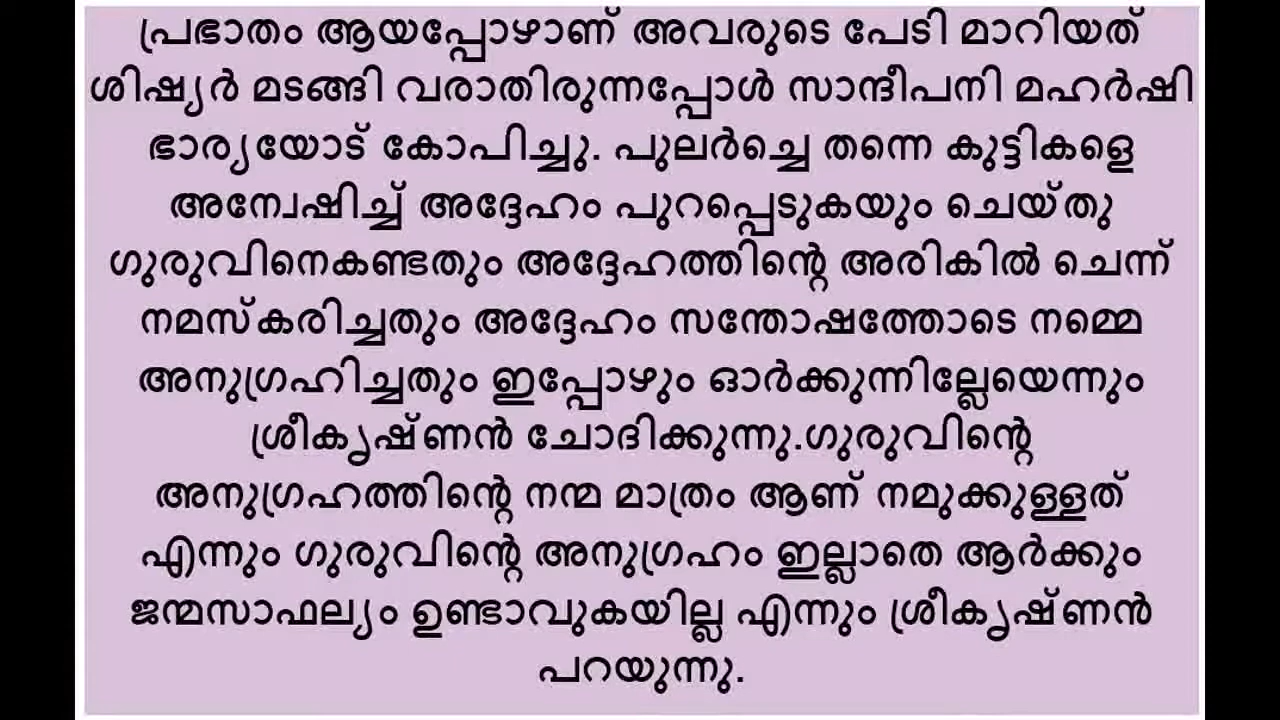 പ്രഭാതം ആയപ്പോഴാണ് അവരുടെ പേടി മാറിയത്
ശിഷ്യർ മടങ്ങി വരാതിരുന്നപ്പോൾ സാന്ദീപനി മഹർഷി
ഭാര്യയോട് കോപിച്ചു. പുലർച്ചെ തന്നെ കുട്ടികളെ
അന്വേഷിച്ച് അദ്ദേഹം പുറപ്പെടുകയും ചെയ്തു
ഗുരുവിനെകണ്ടതും അദ്ദേഹത്തിന്റെ അരികിൽ ചെന്ന്
നമസ്കരിച്ചതും അദ്ദേഹം സന്തോഷത്തോടെ നമ്മെ
അനുഗ്രഹിച്ചതും ഇപ്പോഴും ഓർക്കുന്നില്ലേയെന്നും
ശ്രീകൃഷ്ണൻ ചോദിക്കുന്നു.ഗുരുവിന്റെ
അനുഗ്രഹത്തിന്റെ നന്മ മാത്രം ആണ് നമുക്കുള്ളത്
എന്നും ഗുരുവിന്റെ അനുഗ്രഹം ഇല്ലാതെ ആർക്കും
ജന്മസാഫല്യം ഉണ്ടാവുകയില്ല എന്നും ശ്രീകൃഷ്ണൻ
പറയുന്നു.